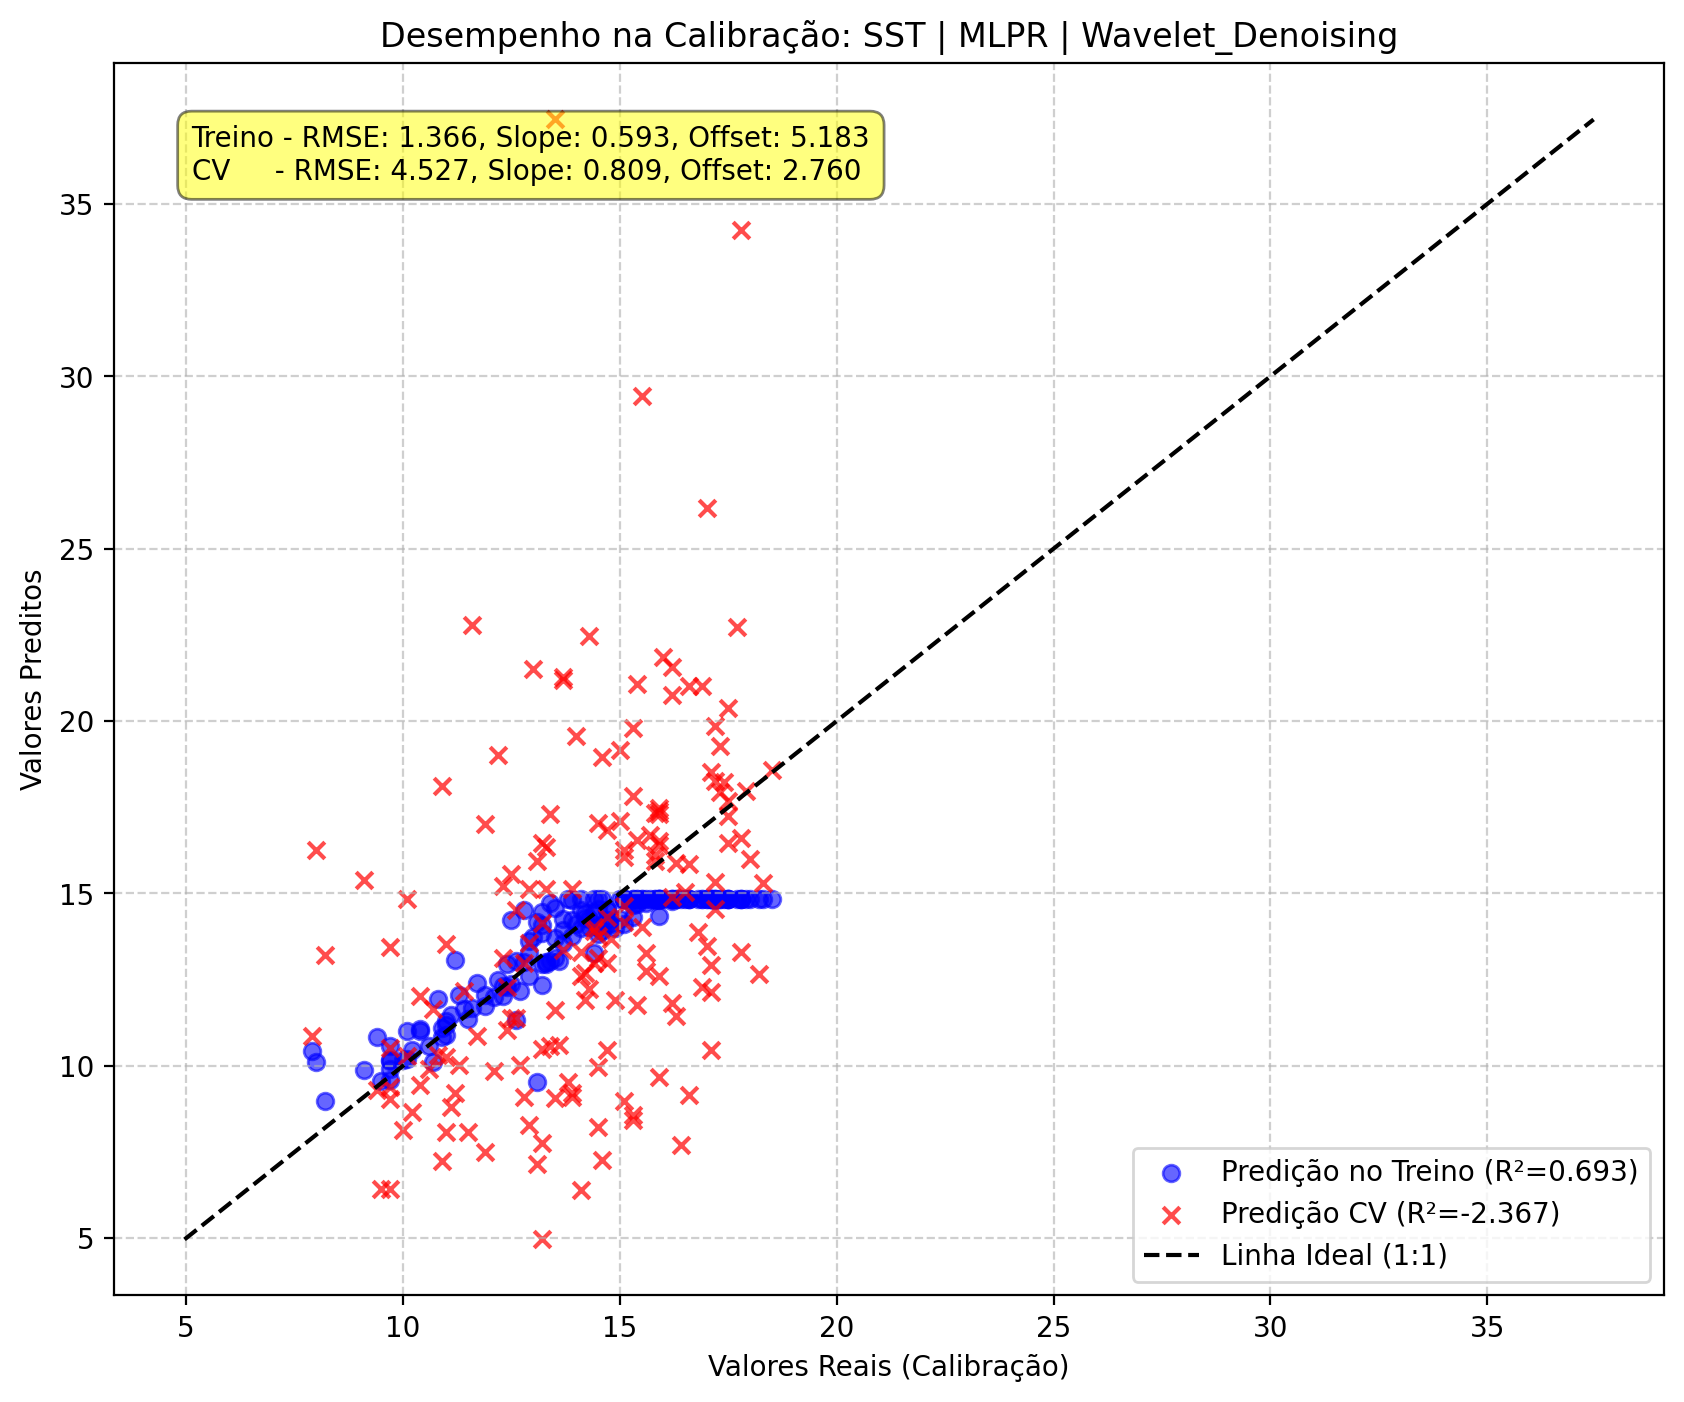 Desempenho na Calibração: SST | MLPR | Wavelet_Denoising
Treino - RMSE: 1.366, Slope: 0.593, Offset: 5.183
CV - RMSE: 4.527, Slope: 0.809, Offset: 2.760
35
30
25
20
15
10
5
Valores Preditos
Predição no Treino (R²=0.693)
Predição CV (R²=-2.367)
Linha Ideal (1:1)
5 10 15 20 25 30 35
Valores Reais (Calibração)